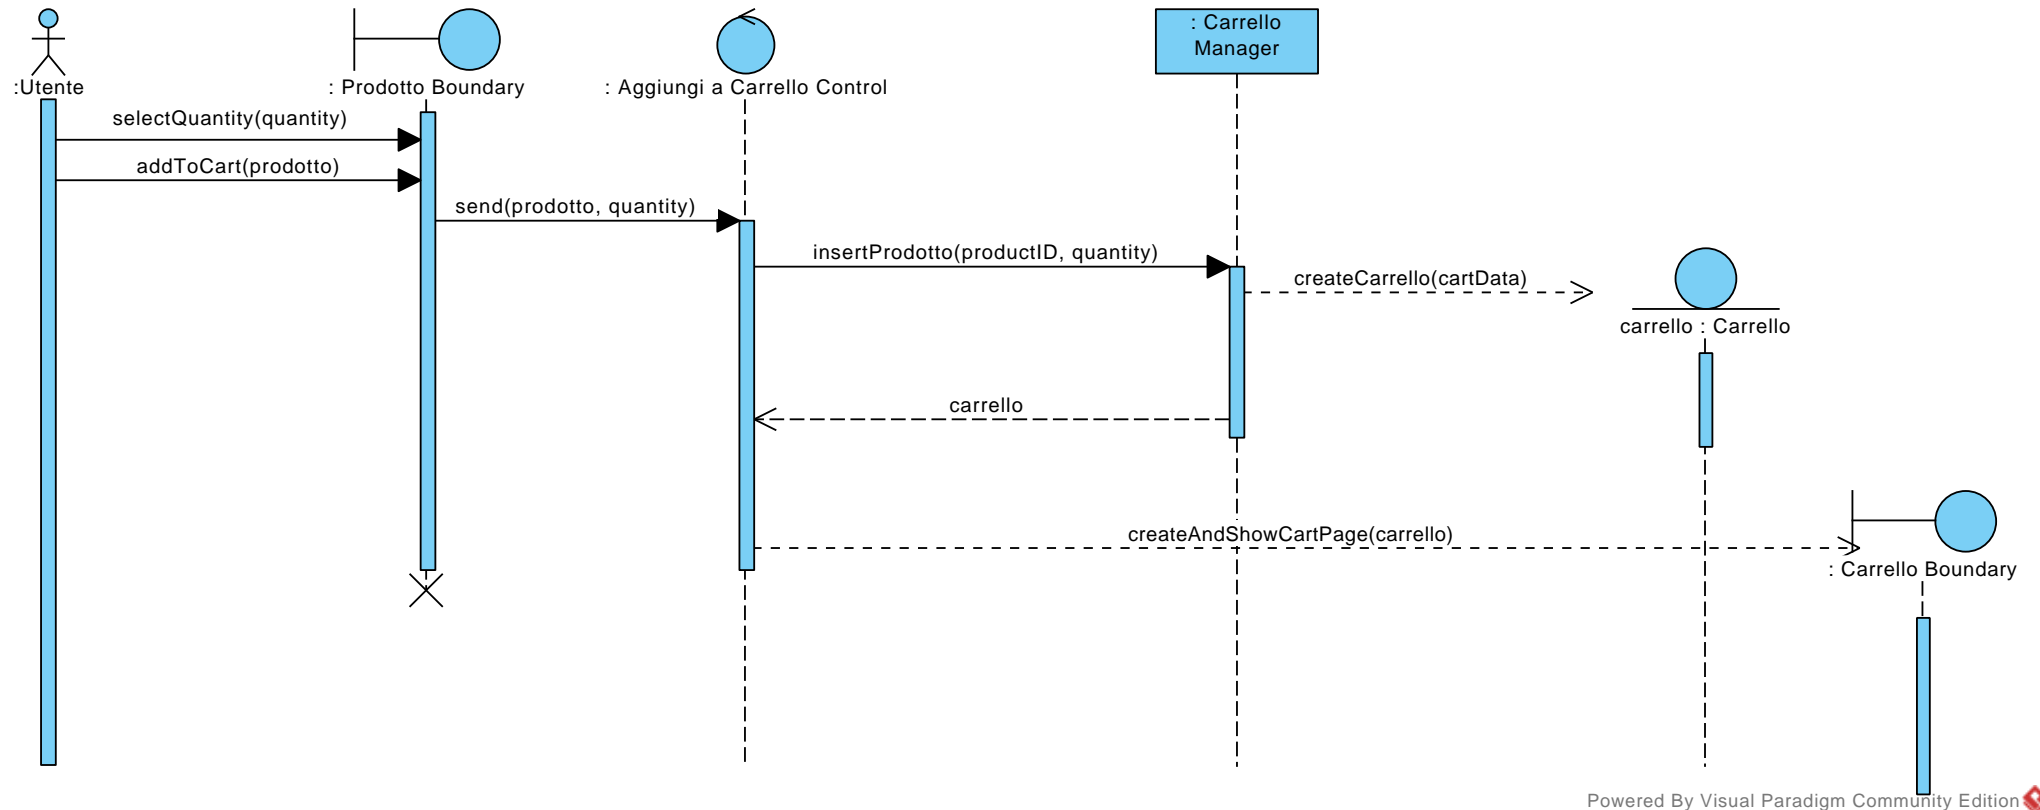 : Carrello
Manager
:Utente
: Prodotto Boundary
: Aggiungi a Carrello Control
selectQuantity(quantity)
addToCart(prodotto)
send(prodotto, quantity)
insertProdotto(productID, quantity)
createCarrello(cartData)
carrello : Carrello
carrello
createAndShowCartPage(carrello)
: Carrello Boundary
Powered By Visual Paradigm Community Edition